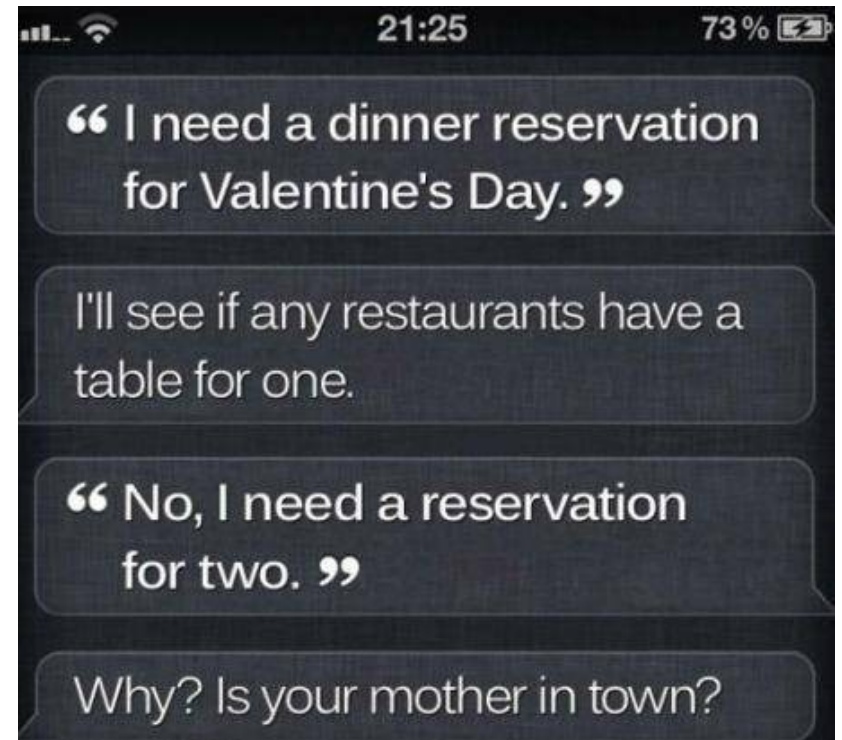 21:25 73%
“ I need a dinner reservation
for Valentine's Day. ”
I'll see if any restaurants have a
table for one.
“ No, I need a reservation
for two. ”
Why? Is your mother in town?